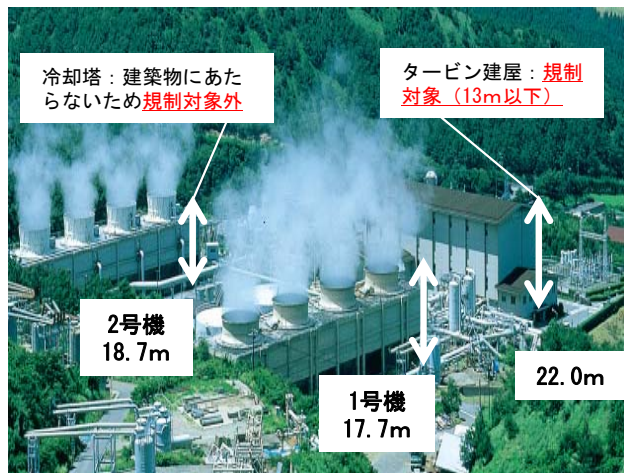 冷却塔：建築物にあた
らないため規制対象外
タービン建屋：規制
対象（13m以下）
2号機
18.7m
1号機
17.7m
22.0m